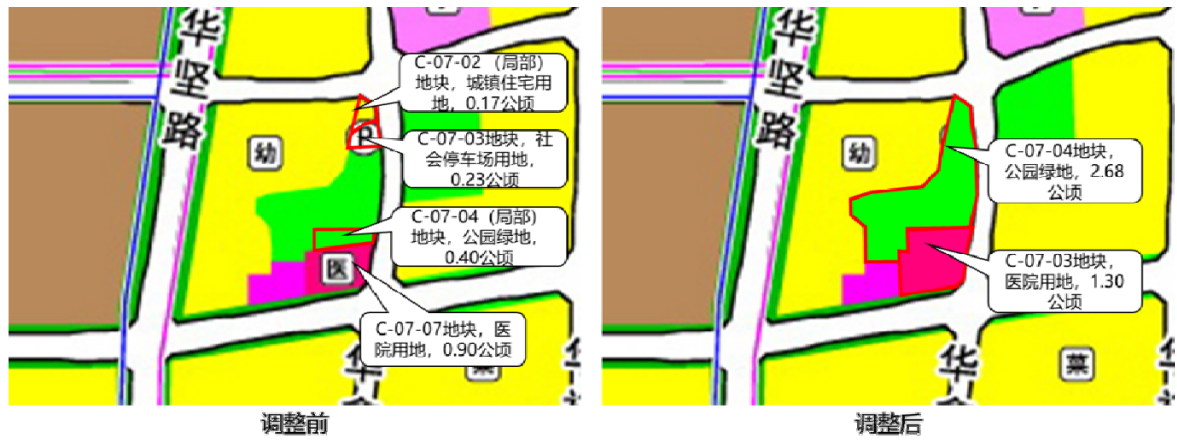 华
坚
路
C-07-02（局部）
地块，城镇住宅用
地，0.17公顷
P
C-07-03地块，社
会停车场用地，
0.23公顷
幼
C-07-04（局部）
地块，公园绿地，
0.40公顷
医
C-07-07地块，医
院用地，0.90公顷
华
调整前
华
坚
路
幼
C-07-04地块，
公园绿地，2.68
公顷
C-07-03地块，
医院用地，1.30
公顷
华
调整后